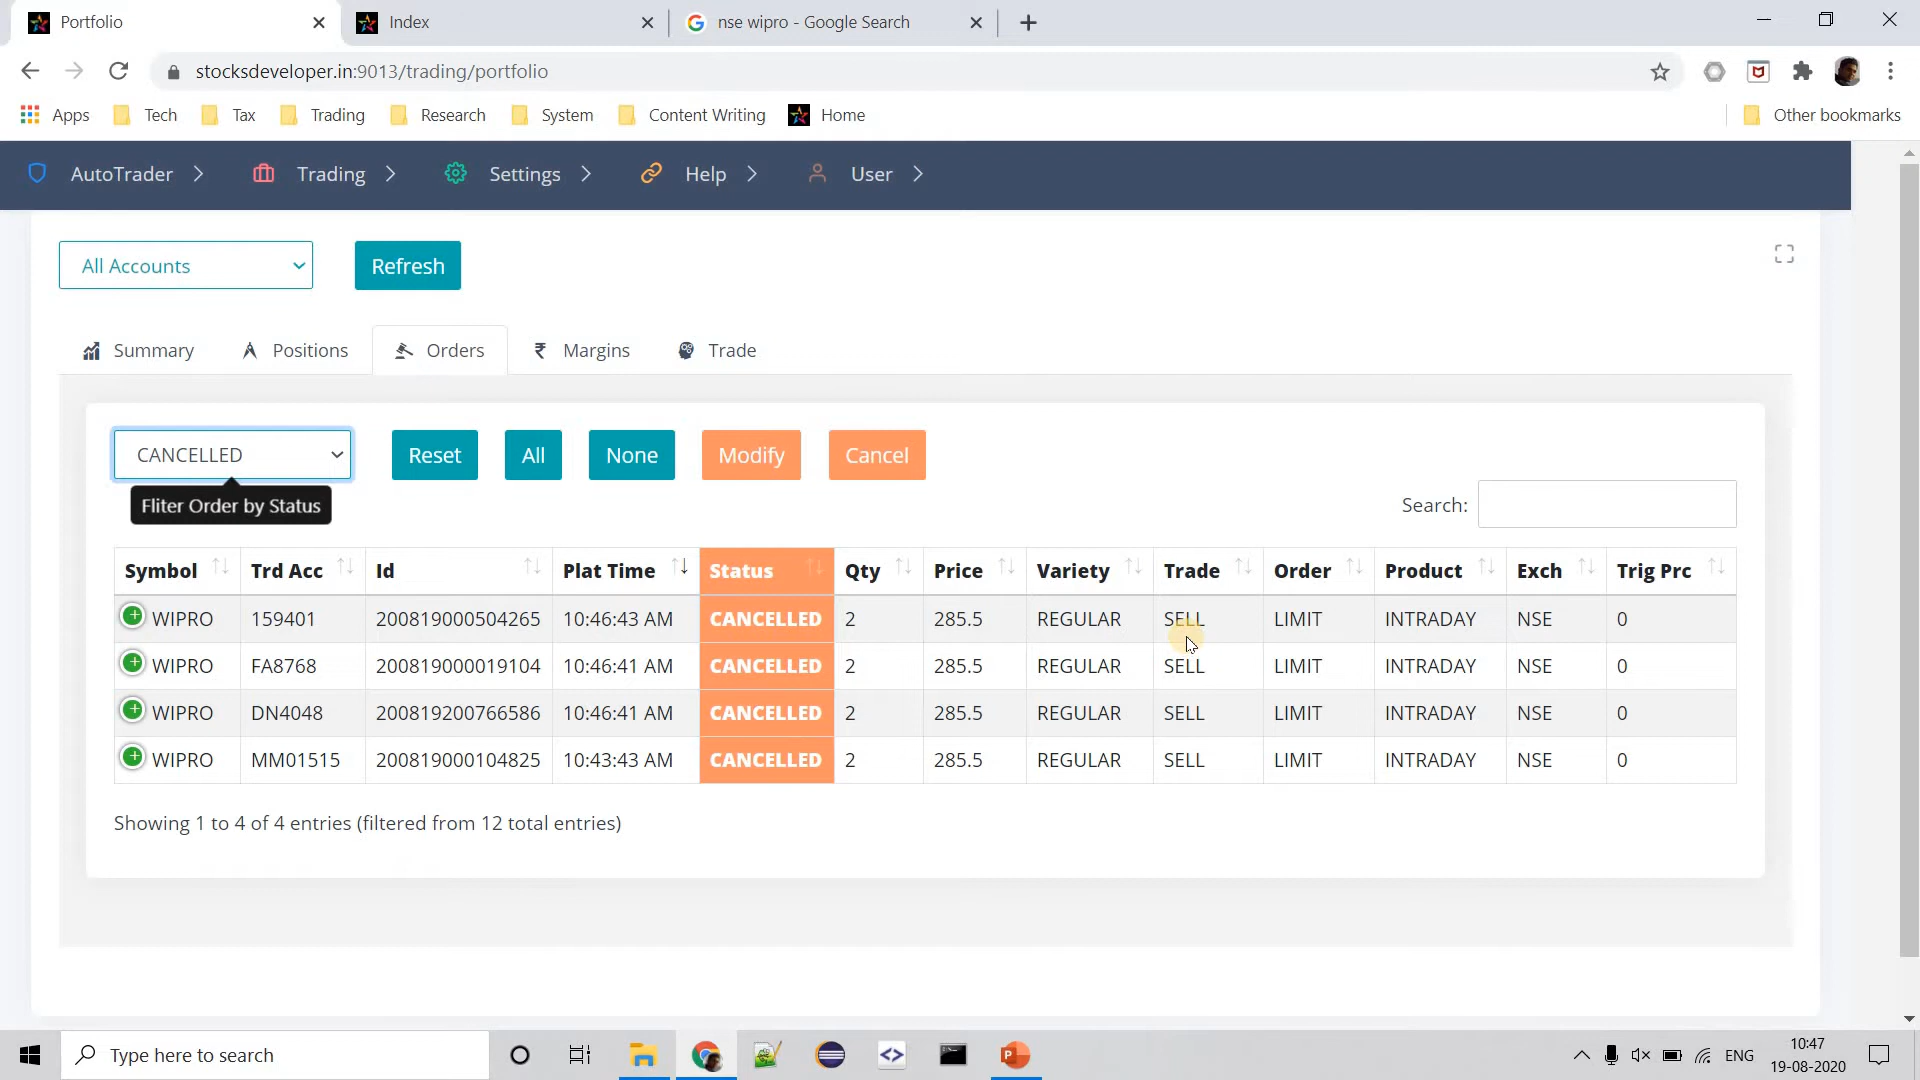 Portfolio
Index
nse wipro - Google Search
stocksdeveloper.in:9013/trading/portfolio
Apps
Tech
Tax
Trading
Research
System
Content Writing
Home
Other bookmarks
AutoTrader
Trading
Settings
Help
User
All Accounts
Refresh
Summary
Positions
Orders
Margins
Trade
CANCELLED
Reset
All
None
Modify
Cancel
Fliter Order by Status
Search:
Symbol Trd Acc Id Plat Time Status Qty Price Variety Trade Order Product Exch Trig Prc
WIPRO 159401 200819000504265 10:46:43 AM CANCELLED 2 285.5 REGULAR SELL LIMIT INTRADAY NSE 0
WIPRO FA8768 200819000019104 10:46:41 AM CANCELLED 2 285.5 REGULAR SELL LIMIT INTRADAY NSE 0
WIPRO DN4048 200819200766586 10:46:41 AM CANCELLED 2 285.5 REGULAR SELL LIMIT INTRADAY NSE 0
WIPRO MM01515 200819000104825 10:43:43 AM CANCELLED 2 285.5 REGULAR SELL LIMIT INTRADAY NSE 0
Showing 1 to 4 of 4 entries (filtered from 12 total entries)
Type here to search
ENG
10:47
19-08-2020